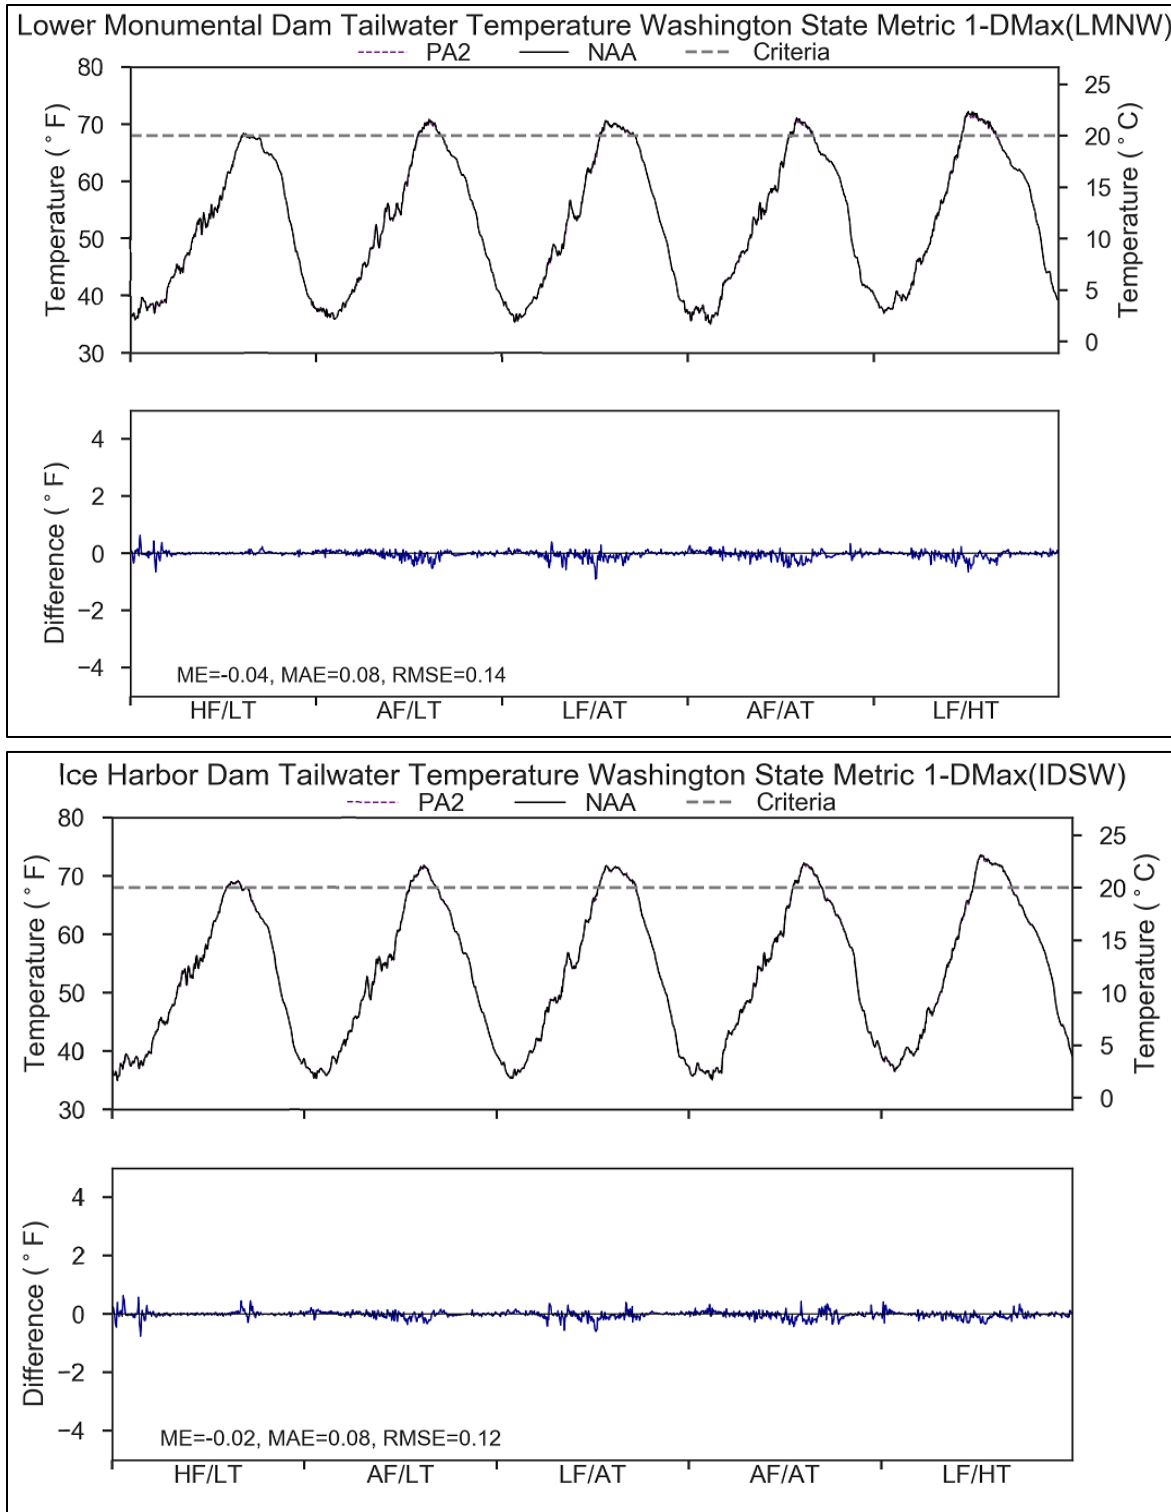 Lower Monumental Dam Tailwater Temperature Washington State Metric 1-DMax(LMNW)
PA2 NAA Criteria
80
70
60
50
40
30
Temperature (°F)
25
20
15
10
5
0
Temperature (°C)
4
2
0
−2
−4
Difference (°F)
ME=-0.04, MAE=0.08, RMSE=0.14
HF/LT AF/LT LF/AT AF/AT LF/HT
Ice Harbor Dam Tailwater Temperature Washington State Metric 1-DMax(IDSW)
PA2 NAA Criteria
80
70
60
50
40
30
Temperature (°F)
25
20
15
10
5
0
Temperature (°C)
4
2
0
−2
−4
Difference (°F)
ME=-0.02, MAE=0.08, RMSE=0.12
HF/LT AF/LT LF/AT AF/AT LF/HT